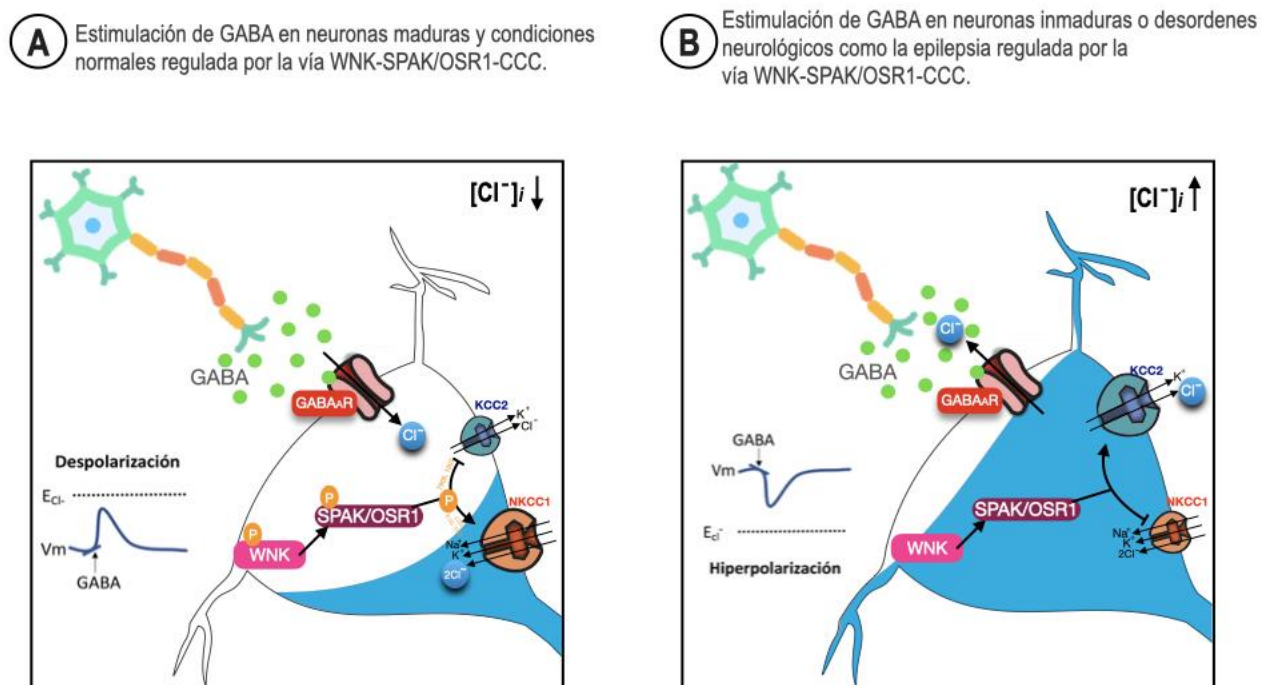 A
Estimulación de GABA en neuronas maduras y condiciones
normales regulada por la vía WNK-SPAK/OSR1-CCC.
[Cl⁻]i ↓
GABA
GABAAR
Cl⁻
KCC2
K⁺
Cl⁻
Despolarización
ECl-
Vm
GABA
P
P
P
SPAK/OSR1
WNK
NKCC1
Na⁺
K⁺
2Cl⁻
B
Estimulación de GABA en neuronas inmaduras o desordenes
neurológicos como la epilepsia regulada por la
vía WNK-SPAK/OSR1-CCC.
[Cl⁻]i ↑
Cl⁻
GABA
GABAAR
KCC2
K⁺
Cl⁻
GABA
Vm
Ecl⁻
Hiperpolarización
SPAK/OSR1
WNK
NKCC1
Na⁺
K⁺
2Cl⁻